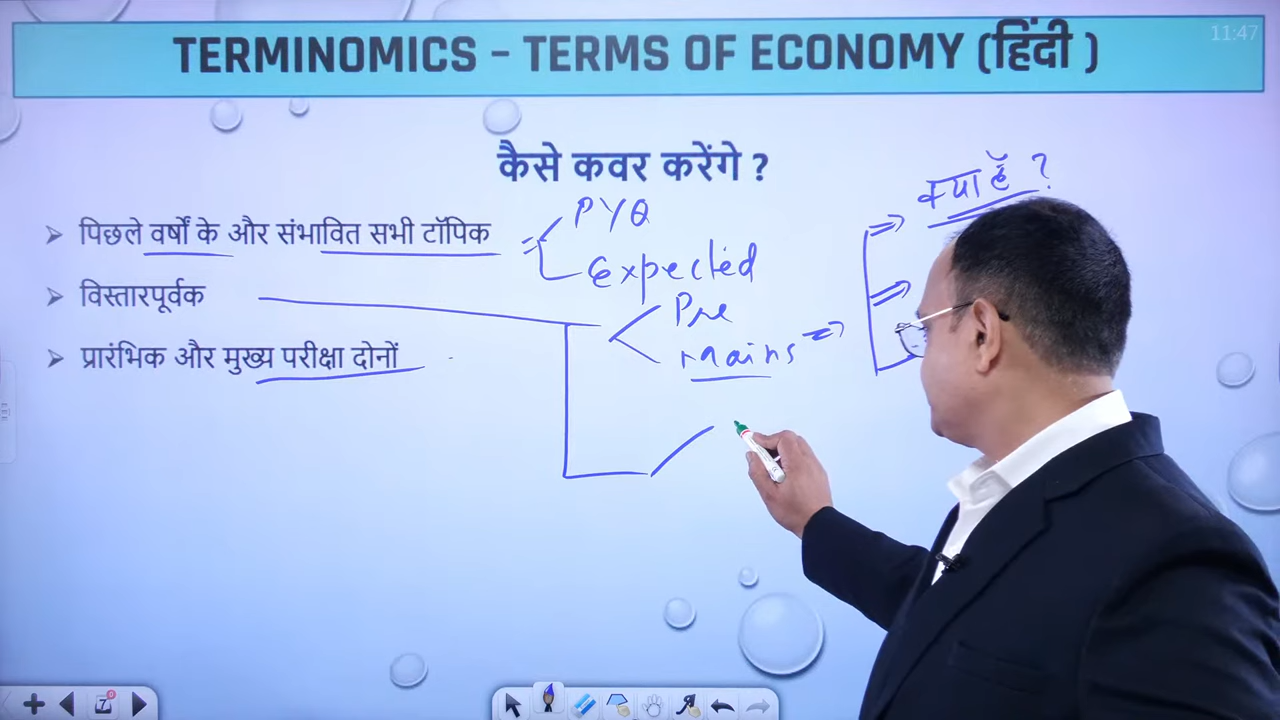 TERMINOMICS – TERMS OF ECONOMY (हिंदी )
11:47
कैसे कवर करेंगे ?
क्या है ?
➢ पिछले वर्षों के और संभावित सभी टॉपिक
PYQ
Expected
➢ विस्तारपूर्वक
Pre
mains
➢ प्रारंभिक और मुख्य परीक्षा दोनों